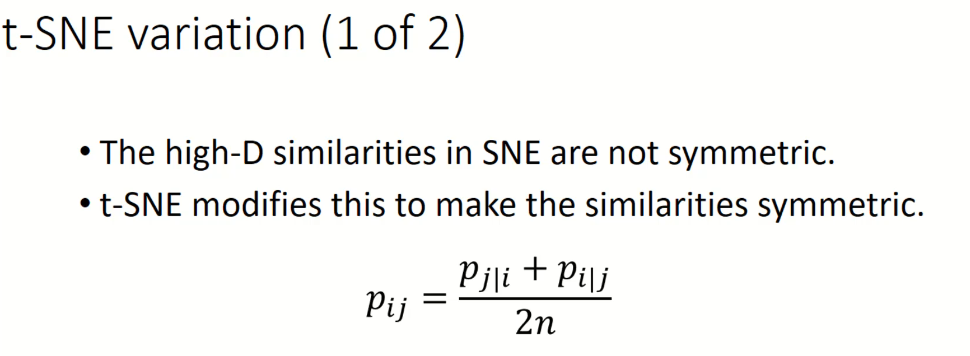 t-SNE variation (1 of 2)
• The high-D similarities in SNE are not symmetric.
• t-SNE modifies this to make the similarities symmetric.
p_{ij} = \frac{p_{j|i} + p_{i|j}}{2n}